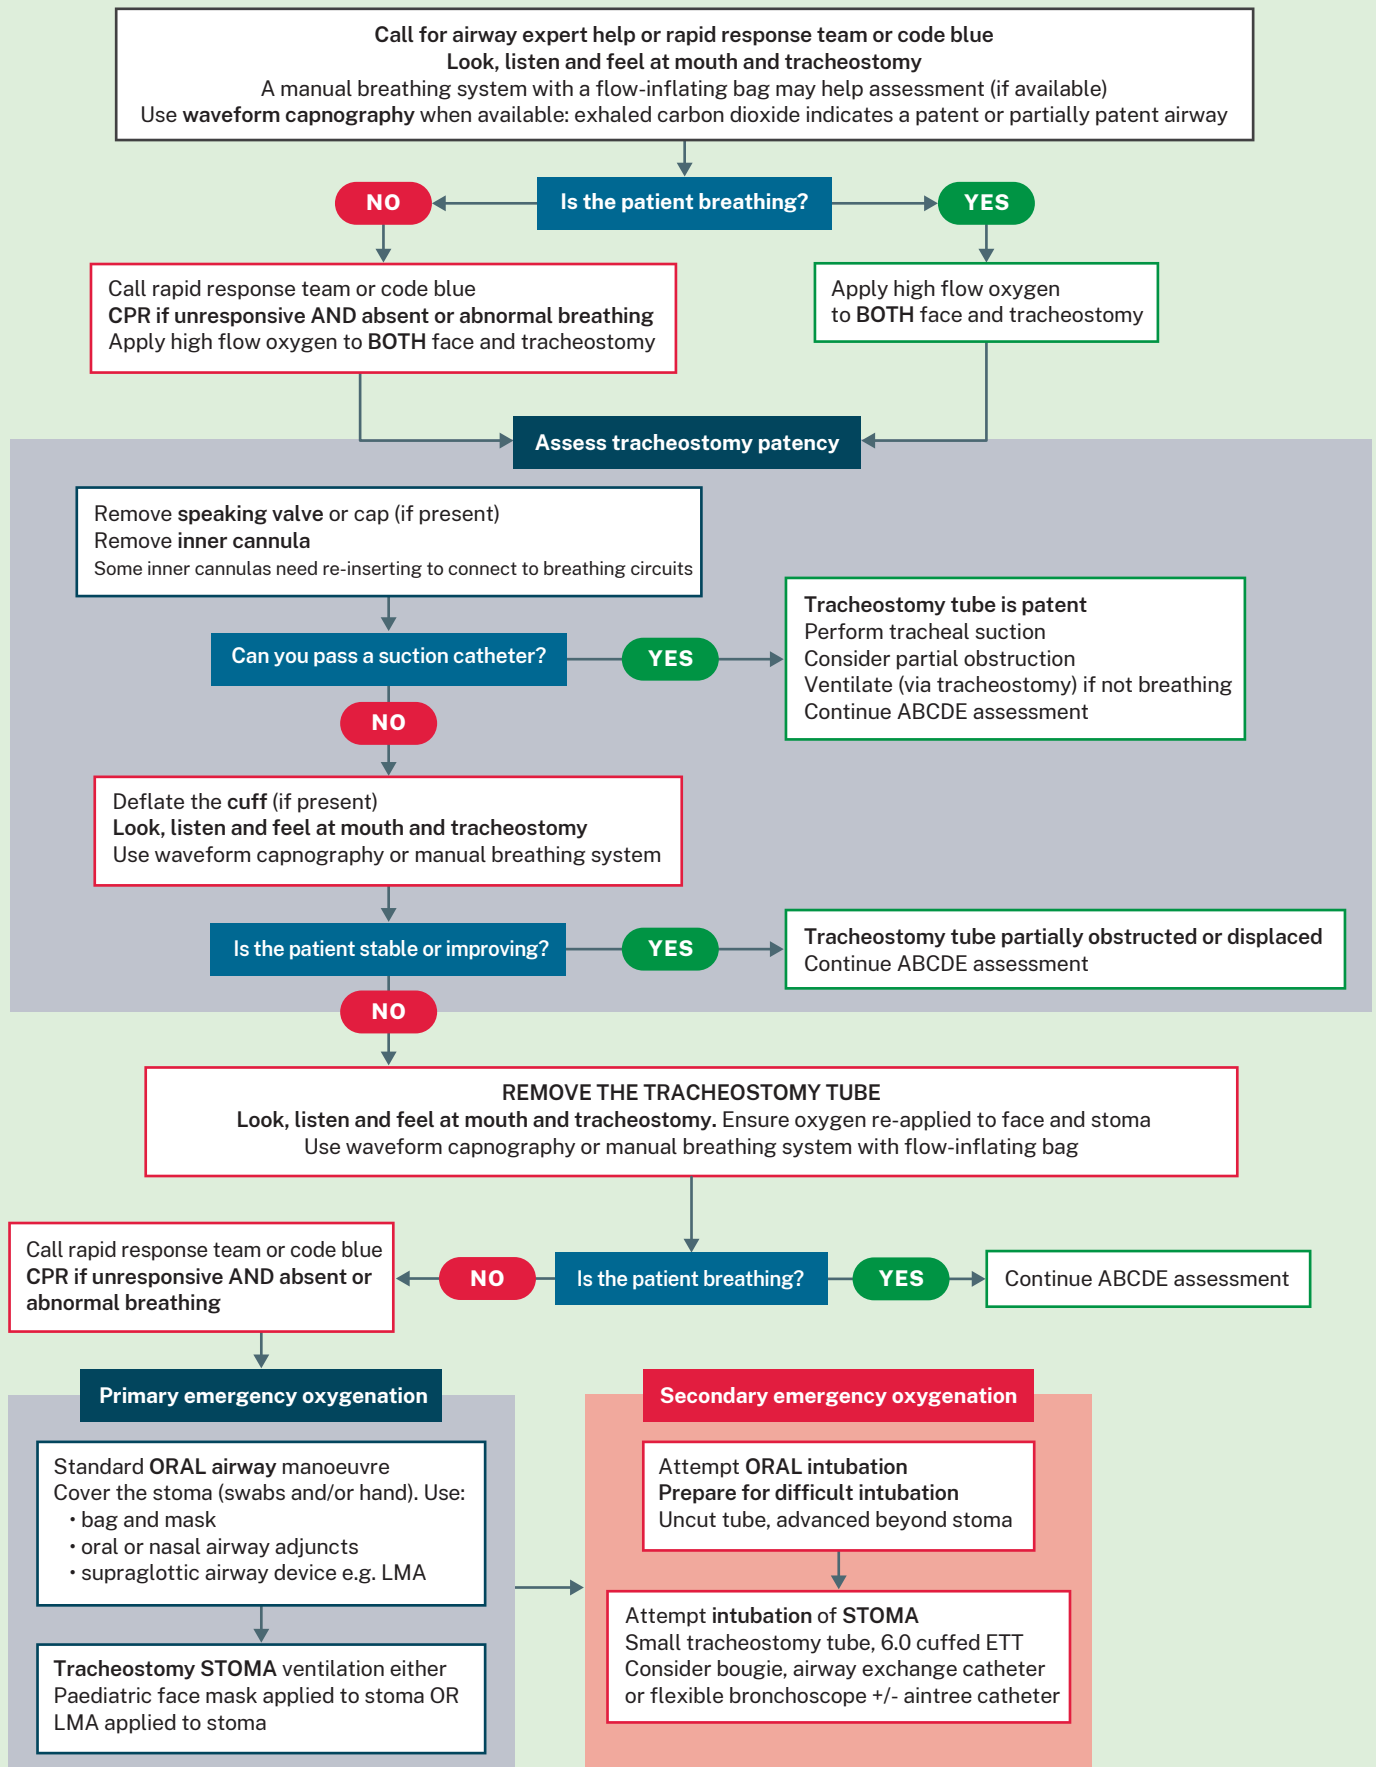 Call for airway expert help or rapid response team or code blue
Look, listen and feel at mouth and tracheostomy
A manual breathing system with a flow-inflating bag may help assessment (if available)
Use waveform capnography when available: exhaled carbon dioxide indicates a patent or partially patent airway
NO
Is the patient breathing?
YES
Call rapid response team or code blue
CPR if unresponsive AND absent or abnormal breathing
Apply high flow oxygen to BOTH face and tracheostomy
Apply high flow oxygen
to BOTH face and tracheostomy
Assess tracheostomy patency
Remove speaking valve or cap (if present)
Remove inner cannula
Some inner cannulas need re-inserting to connect to breathing circuits
Can you pass a suction catheter?
YES
Tracheostomy tube is patent
Perform tracheal suction
Consider partial obstruction
Ventilate (via tracheostomy) if not breathing
Continue ABCDE assessment
NO
Deflate the cuff (if present)
Look, listen and feel at mouth and tracheostomy
Use waveform capnography or manual breathing system
Is the patient stable or improving?
YES
Tracheostomy tube partially obstructed or displaced
Continue ABCDE assessment
NO
REMOVE THE TRACHEOSTOMY TUBE
Look, listen and feel at mouth and tracheostomy. Ensure oxygen re-applied to face and stoma
Use waveform capnography or manual breathing system with flow-inflating bag
Call rapid response team or code blue
CPR if unresponsive AND absent or
abnormal breathing
NO
Is the patient breathing?
YES
Continue ABCDE assessment
Primary emergency oxygenation
Standard ORAL airway manoeuvre
Cover the stoma (swabs and/or hand). Use:
• bag and mask
• oral or nasal airway adjuncts
• supraglottic airway device e.g. LMA
Tracheostomy STOMA ventilation either
Paediatric face mask applied to stoma OR
LMA applied to stoma
Secondary emergency oxygenation
Attempt ORAL intubation
Prepare for difficult intubation
Uncut tube, advanced beyond stoma
Attempt intubation of STOMA
Small tracheostomy tube, 6.0 cuffed ETT
Consider bougie, airway exchange catheter
or flexible bronchoscope +/- aintree catheter